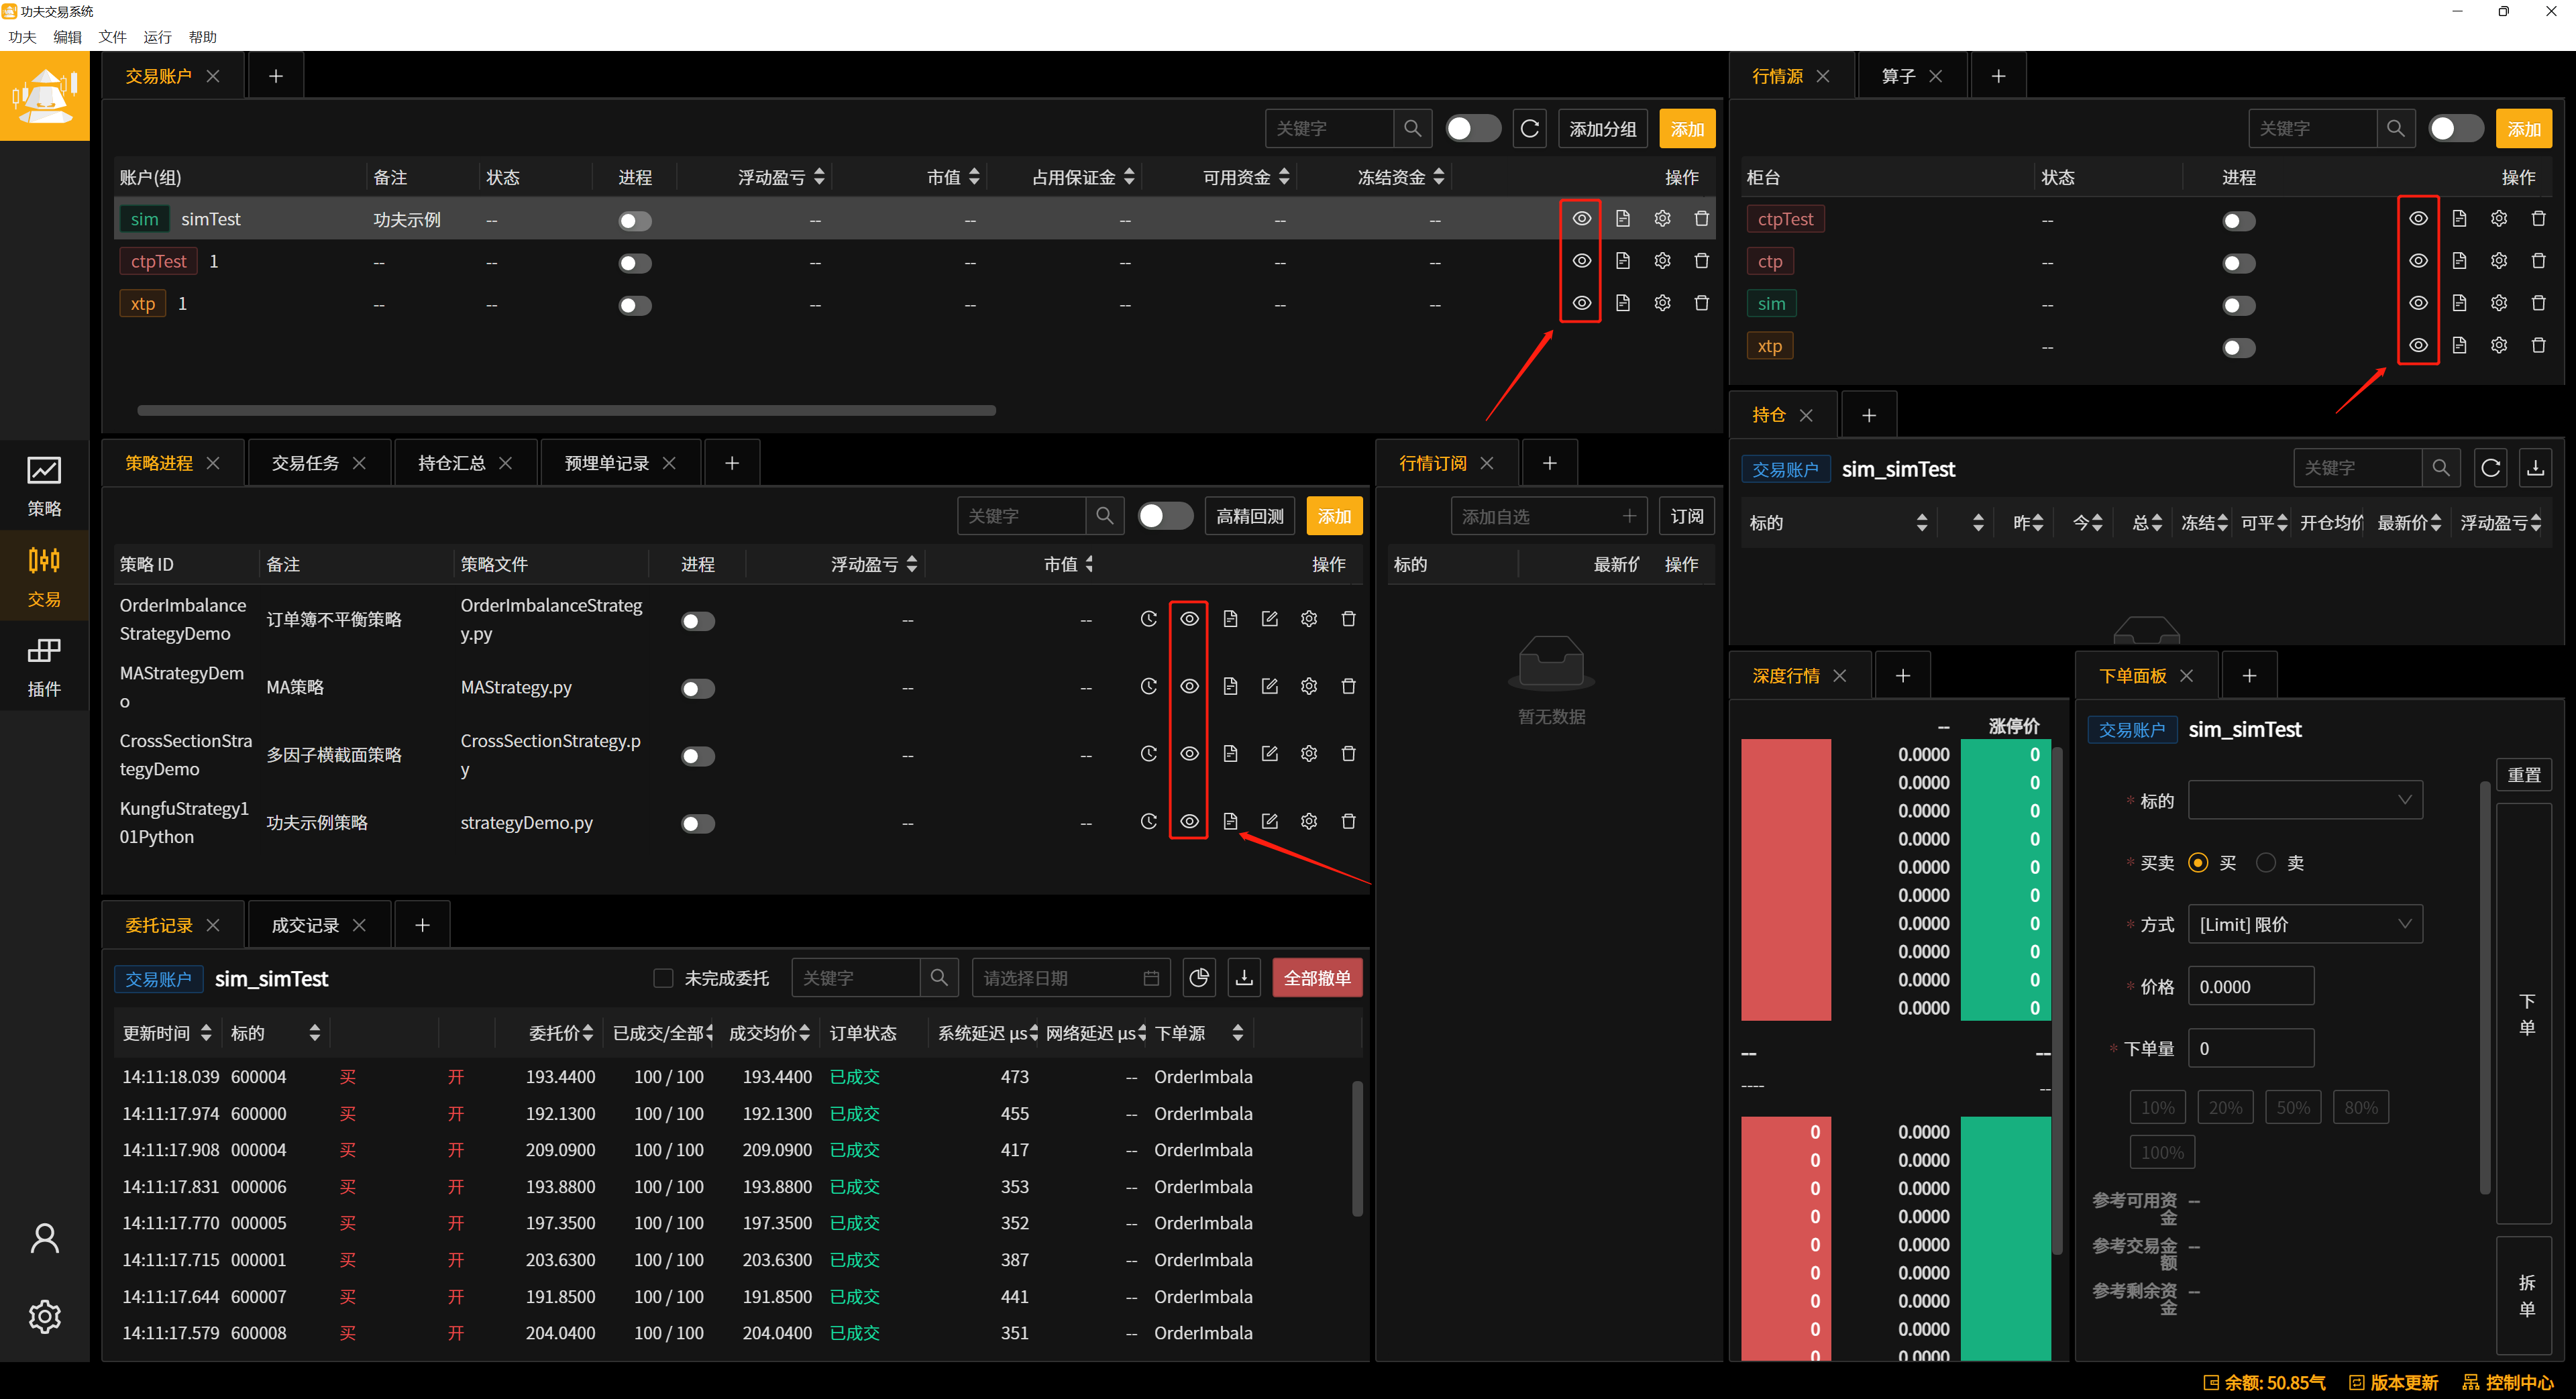 功夫交易系统
功夫 编辑 文件 运行 帮助
交易账户
关键字 添加分组 添加
账户(组) 备注 状态 进程 浮动盈亏 市值 占用保证金 可用资金 冻结资金 操作
sim simTest 功夫示例 -- -- -- -- -- --
ctpTest 1 -- -- -- -- -- -- --
xtp 1 -- -- -- -- -- -- --
行情源 算子
关键字 添加
柜台 状态 进程 操作
ctpTest --
ctp --
sim --
xtp --
策略
交易
插件
策略进程 交易任务 持仓汇总 预埋单记录
关键字 高精回测 添加
策略 ID 备注 策略文件 进程 浮动盈亏 市值 操作
OrderImbalance
StrategyDemo 订单簿不平衡策略 OrderImbalanceStrateg
y.py -- --
MAStrategyDem
o MA策略 MAStrategy.py -- --
CrossSectionStra
tegyDemo 多因子横截面策略 CrossSectionStrategy.p
y -- --
KungfuStrategy1
01Python 功夫示例策略 strategyDemo.py -- --
行情订阅
添加自选 订阅
标的 最新价 操作
暂无数据
持仓
交易账户 sim_simTest 关键字
标的 昨 今 总 冻结 可平 开仓均价 最新价 浮动盈亏
委托记录 成交记录
交易账户 sim_simTest 未完成委托 关键字 请选择日期 全部撤单
更新时间 标的 委托价 已成交/全部 成交均价 订单状态 系统延迟 μs 网络延迟 μs 下单源
14:11:18.039 600004 买 开 193.4400 100 / 100 193.4400 已成交 473 -- OrderImbala
14:11:17.974 600000 买 开 192.1300 100 / 100 192.1300 已成交 455 -- OrderImbala
14:11:17.908 000004 买 开 209.0900 100 / 100 209.0900 已成交 417 -- OrderImbala
14:11:17.831 000006 买 开 193.8800 100 / 100 193.8800 已成交 353 -- OrderImbala
14:11:17.770 000005 买 开 197.3500 100 / 100 197.3500 已成交 352 -- OrderImbala
14:11:17.715 000001 买 开 203.6300 100 / 100 203.6300 已成交 387 -- OrderImbala
14:11:17.644 600007 买 开 191.8500 100 / 100 191.8500 已成交 441 -- OrderImbala
14:11:17.579 600008 买 开 204.0400 100 / 100 204.0400 已成交 351 -- OrderImbala
深度行情
-- 涨停价
0.0000 0
0.0000 0
0.0000 0
0.0000 0
0.0000 0
0.0000 0
0.0000 0
0.0000 0
0.0000 0
0.0000 0
-- --
---- --
0 0.0000
0 0.0000
0 0.0000
0 0.0000
0 0.0000
0 0.0000
0 0.0000
0 0.0000
0 0.0000
下单面板
交易账户 sim_simTest
重置
* 标的
* 买卖 买 卖
* 方式 [Limit] 限价
* 价格 0.0000
* 下单量 0
10% 20% 50% 80%
100%
参考可用资
金 --
参考交易金
额 --
参考剩余资
金 --
下
单
拆
单
余额: 50.85气 版本更新 控制中心